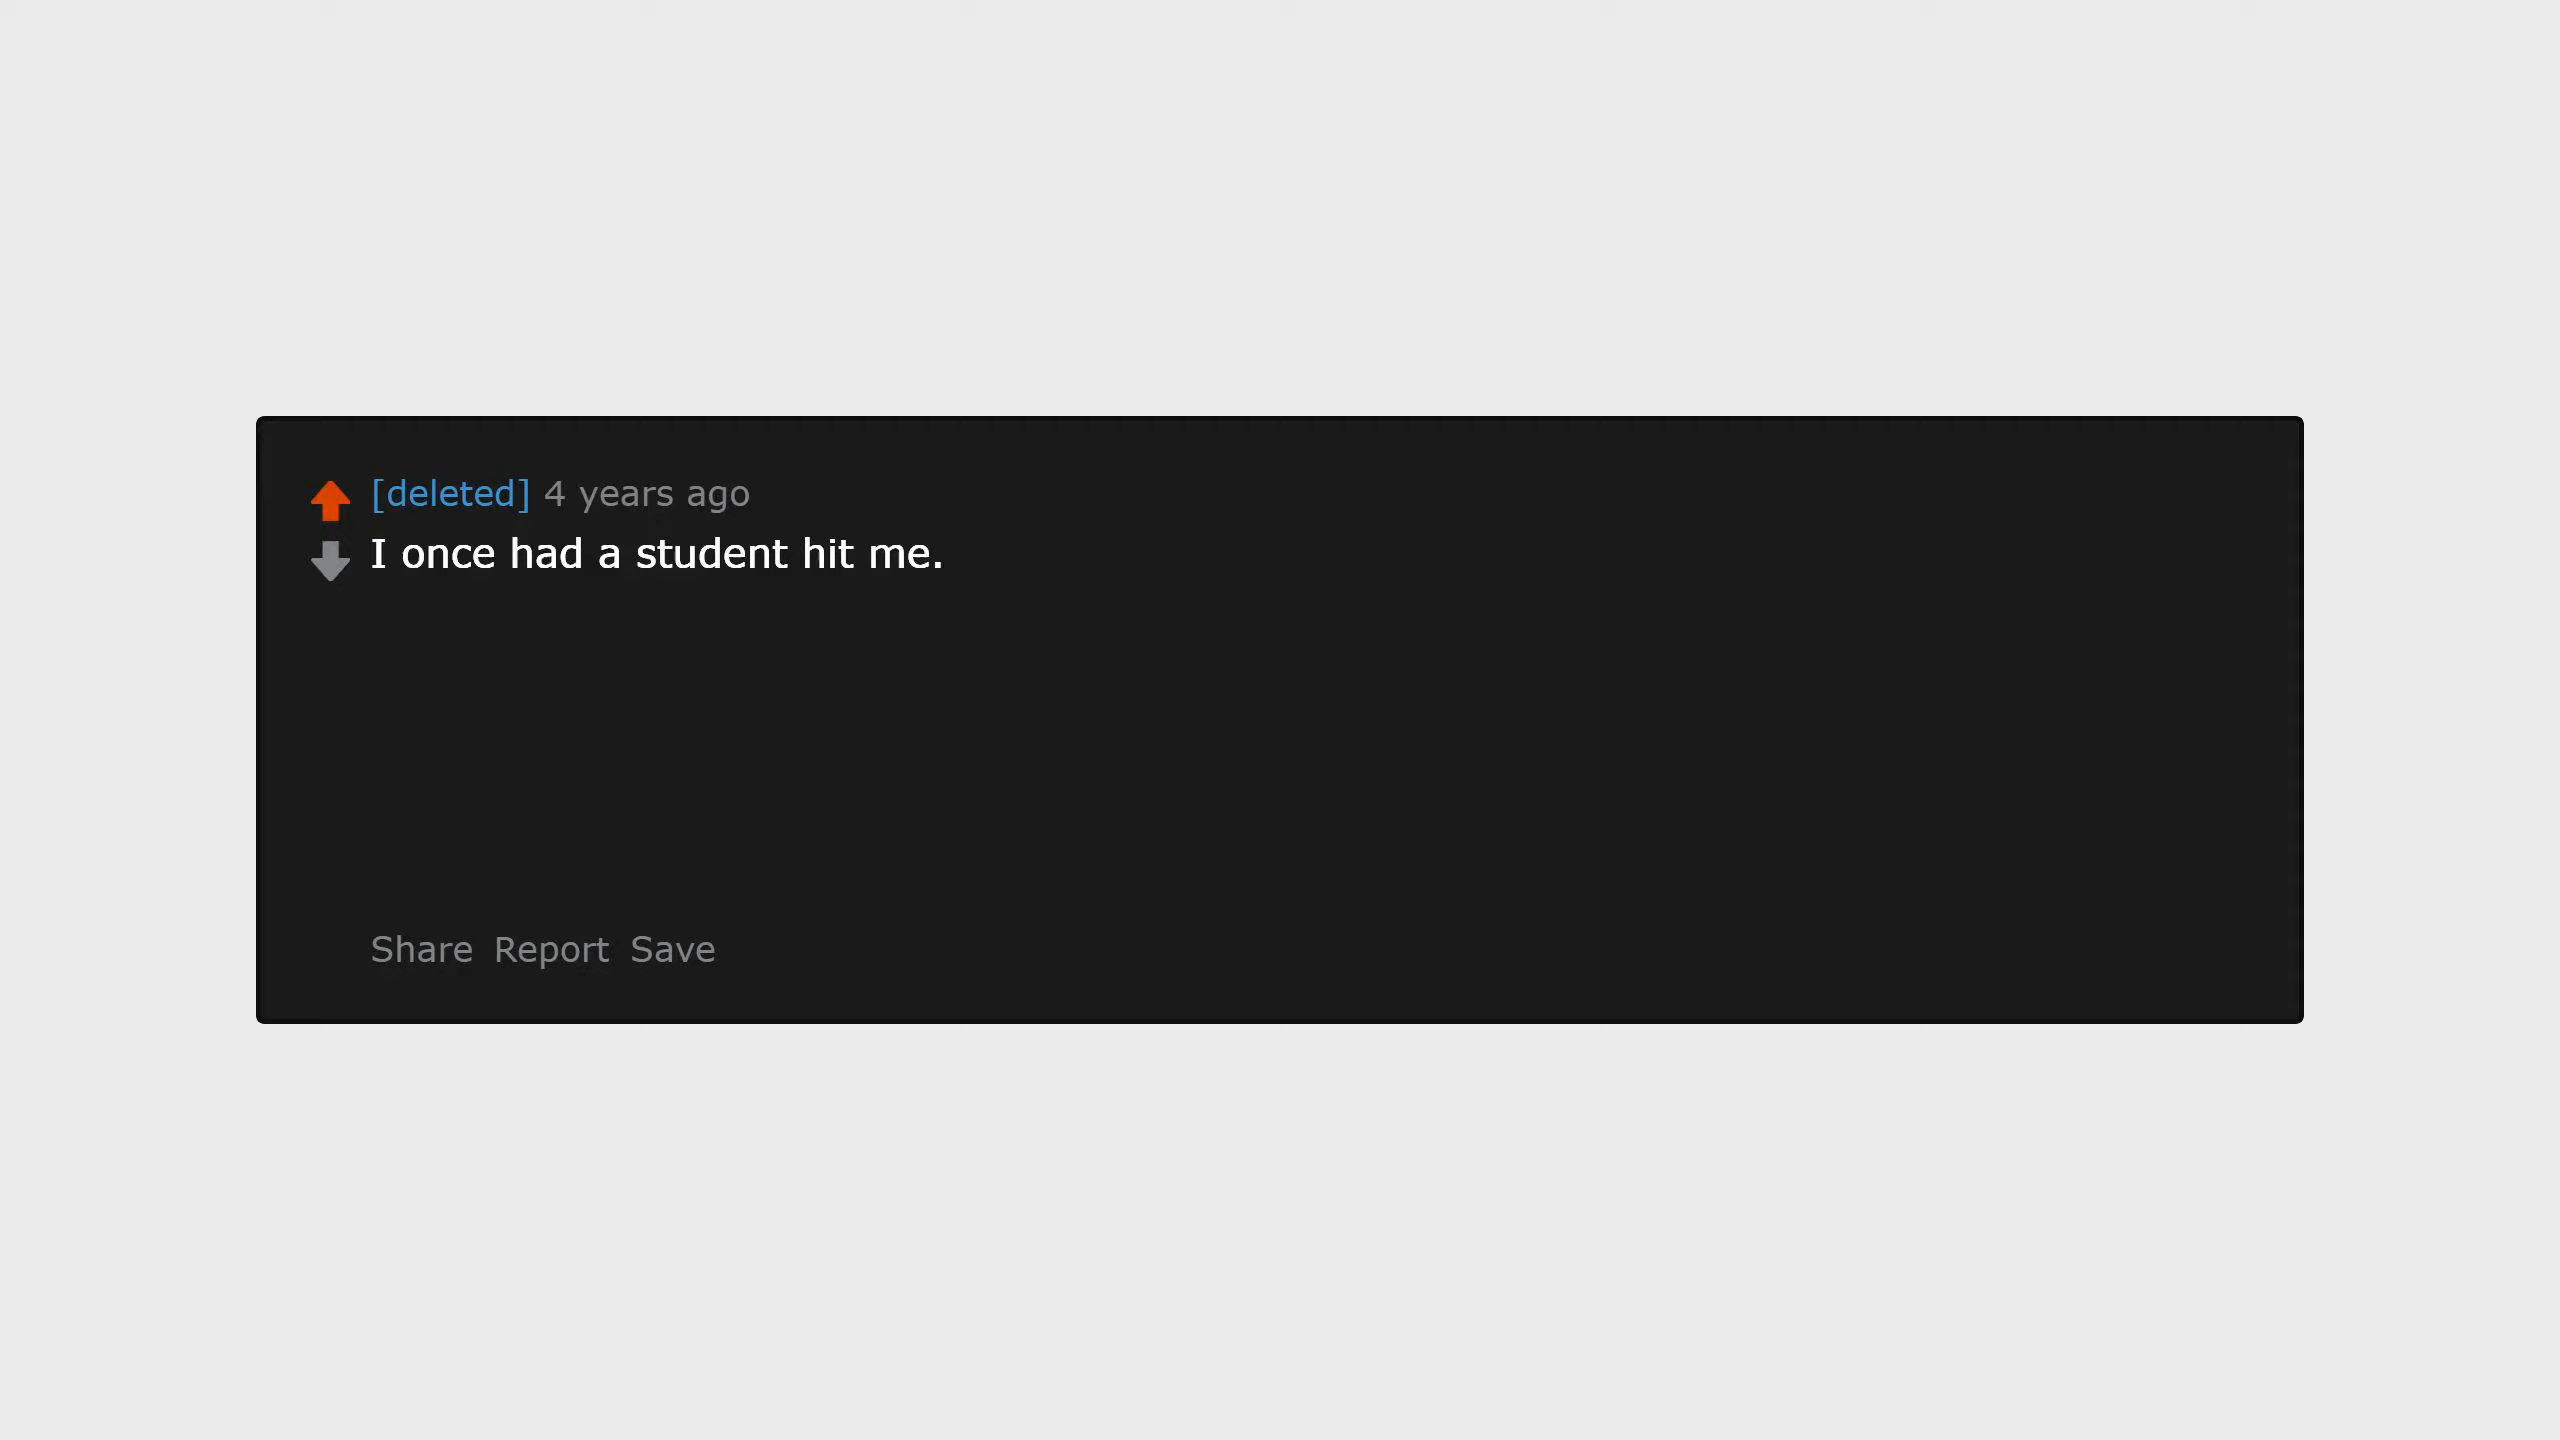 [deleted] 4 years ago
I once had a student hit me.
Share Report Save